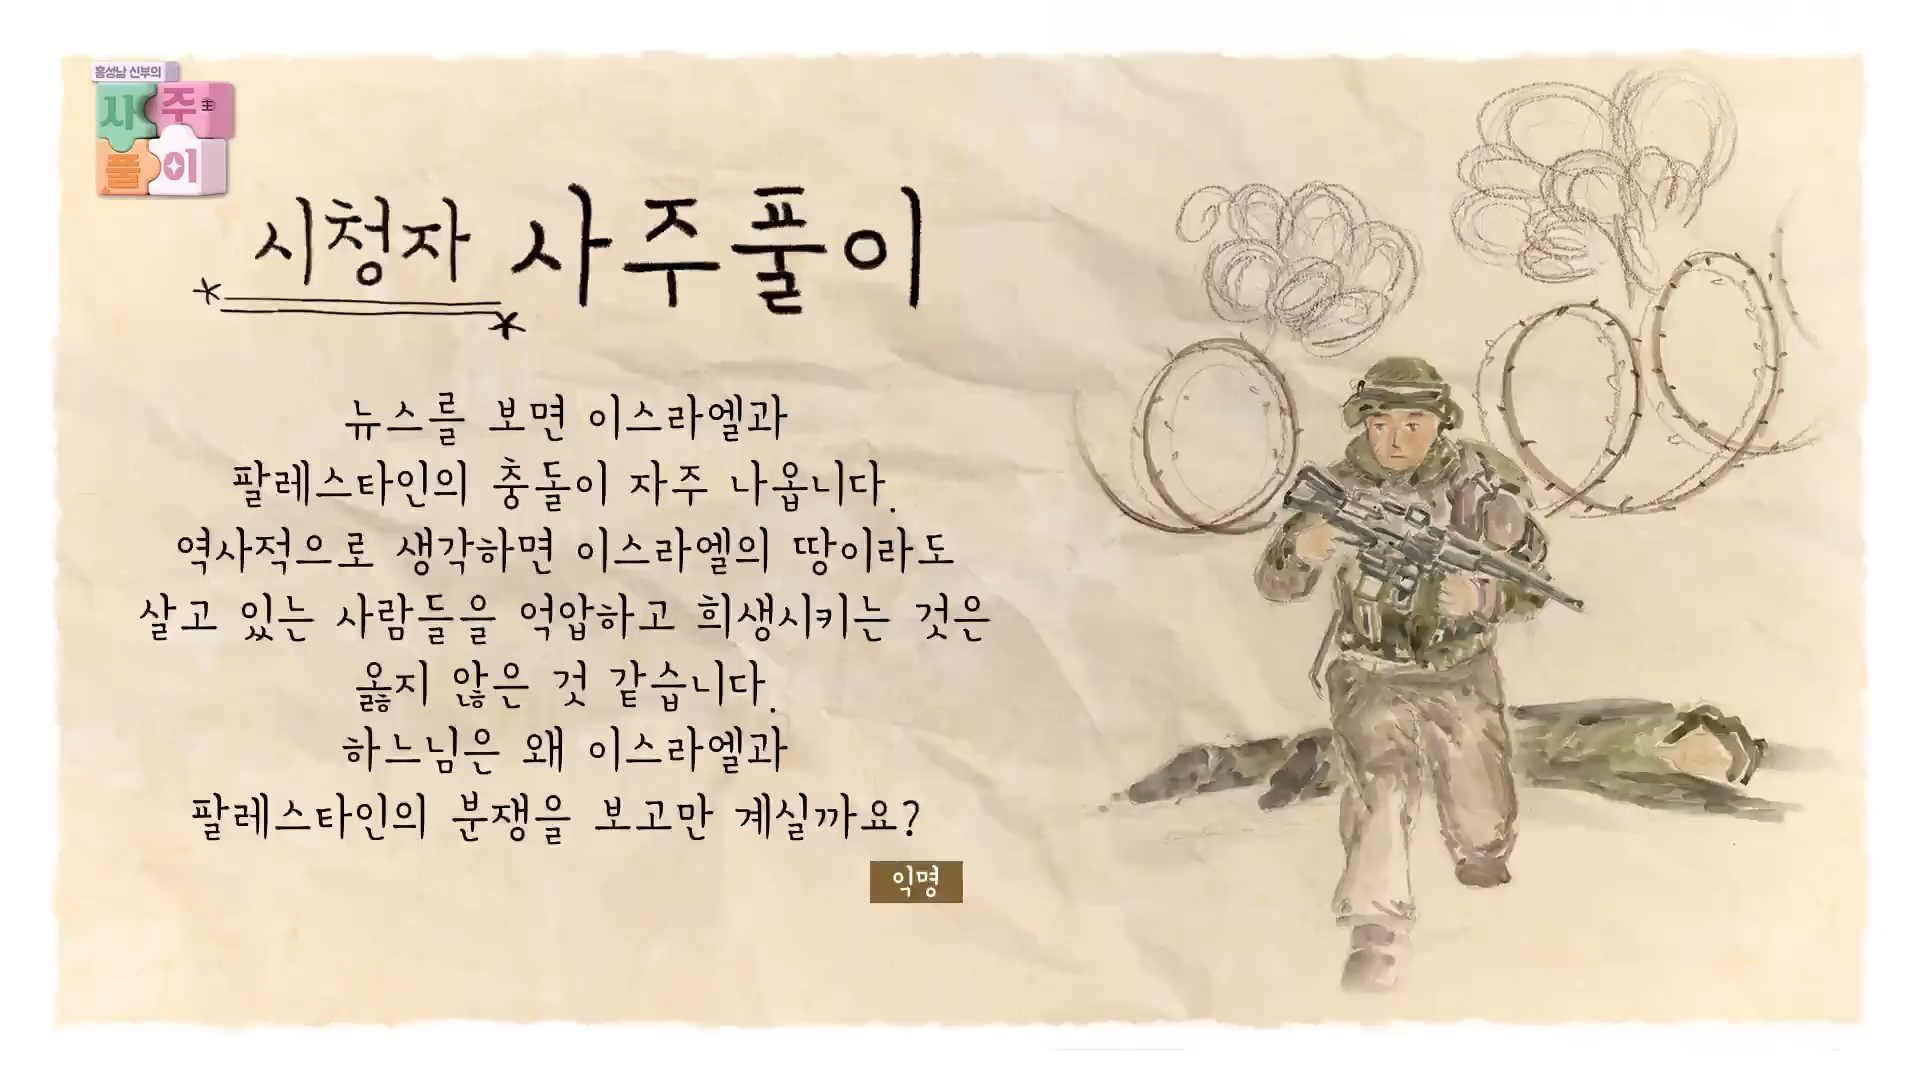 홍성남 신부의
사주主
풀이
시청자 사주풀이
뉴스를 보면 이스라엘과
팔레스타인의 충돌이 자주 나옵니다.
역사적으로 생각하면 이스라엘의 땅이라도
살고 있는 사람들을 억압하고 희생시키는 것은
옳지 않은 것 같습니다.
하느님은 왜 이스라엘과
팔레스타인의 분쟁을 보고만 계실까요?
익명